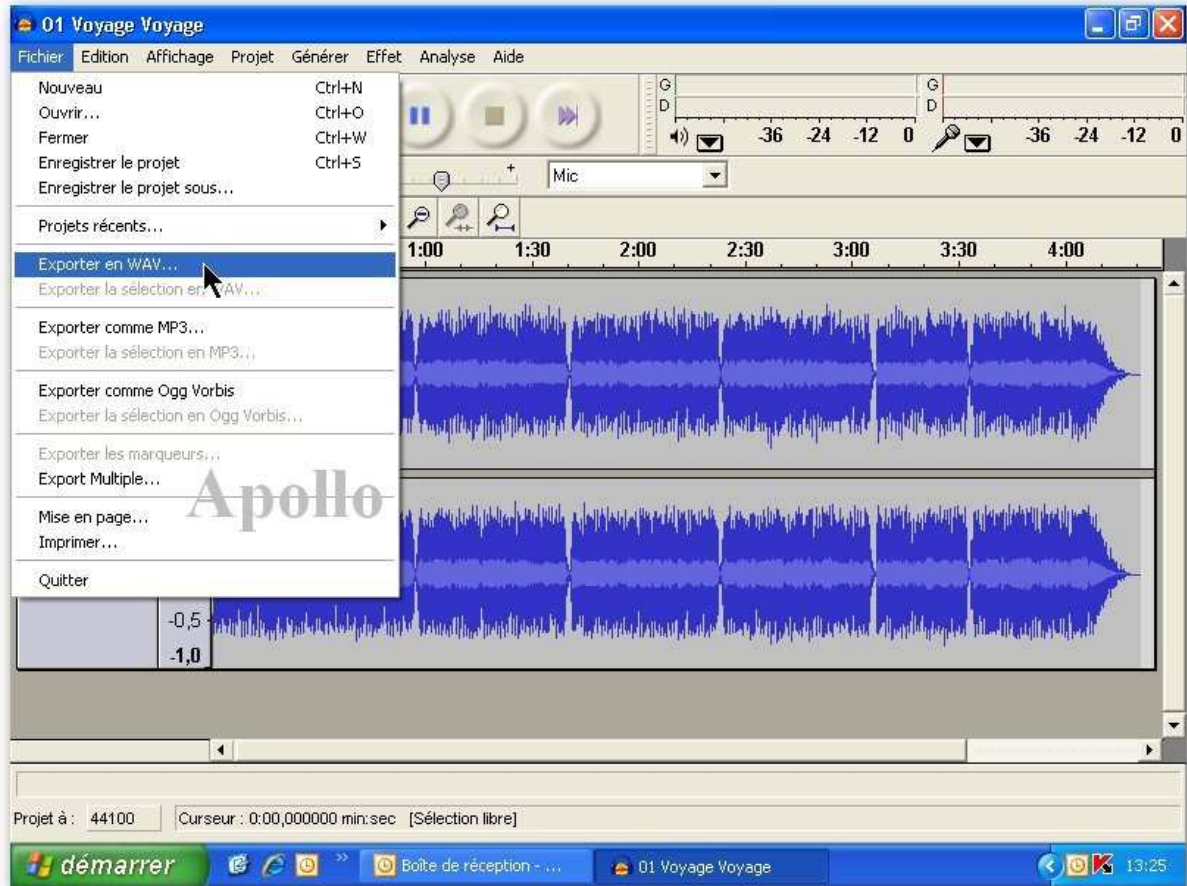 01 Voyage Voyage
Fichier Edition Affichage Projet Générer Effet Analyse Aide
Nouveau Ctrl+N
Ouvrir... Ctrl+O
Fermer Ctrl+W
Enregistrer le projet Ctrl+S
Enregistrer le projet sous...
Projets récents...
Exporter en WAV...
Exporter la sélection en WAV...
Exporter comme MP3...
Exporter la sélection en MP3...
Exporter comme Ogg Vorbis
Exporter la sélection en Ogg Vorbis...
Exporter les marqueurs...
Export Multiple...
Mise en page...
Imprimer...
Quitter
Apollo
G
D
-36 -24 -12 0
G
D
-36 -24 -12 0
Mic
1:00 1:30 2:00 2:30 3:00 3:30 4:00
-0,5
-1,0
Projet à : 44100 Curseur : 0:00,000000 min:sec [Sélection libre]
démarrer » Boîte de réception - ... 01 Voyage Voyage 13:25